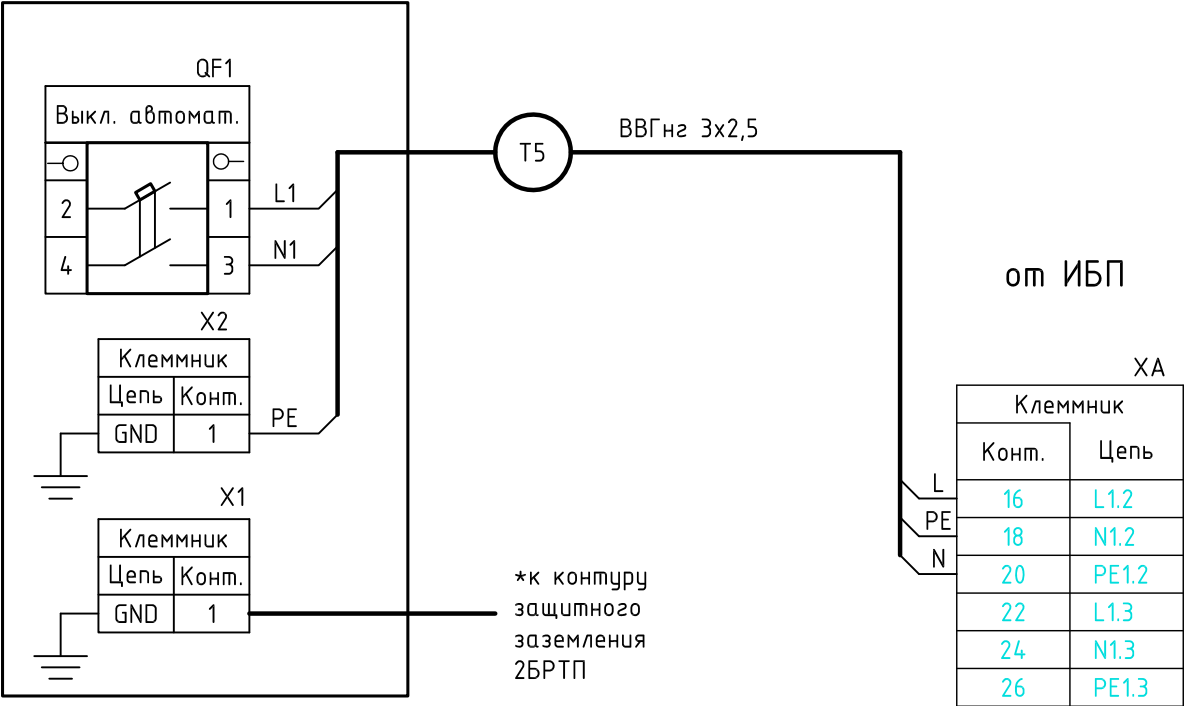 QF1
Выкл. автомат.
2 1 L1
4 3 N1
X2
Клеммник
Цепь Конт.
GND 1 PE
X1
Клеммник
Цепь Конт.
GND 1
T5
ВВГнг 3х2,5
*к контуру
защитного
заземления
2БРТП
от ИБП
XA
Клеммник
Конт. Цепь
L 16 L1.2
PE 18 N1.2
N 20 PE1.2
22 L1.3
24 N1.3
26 PE1.3